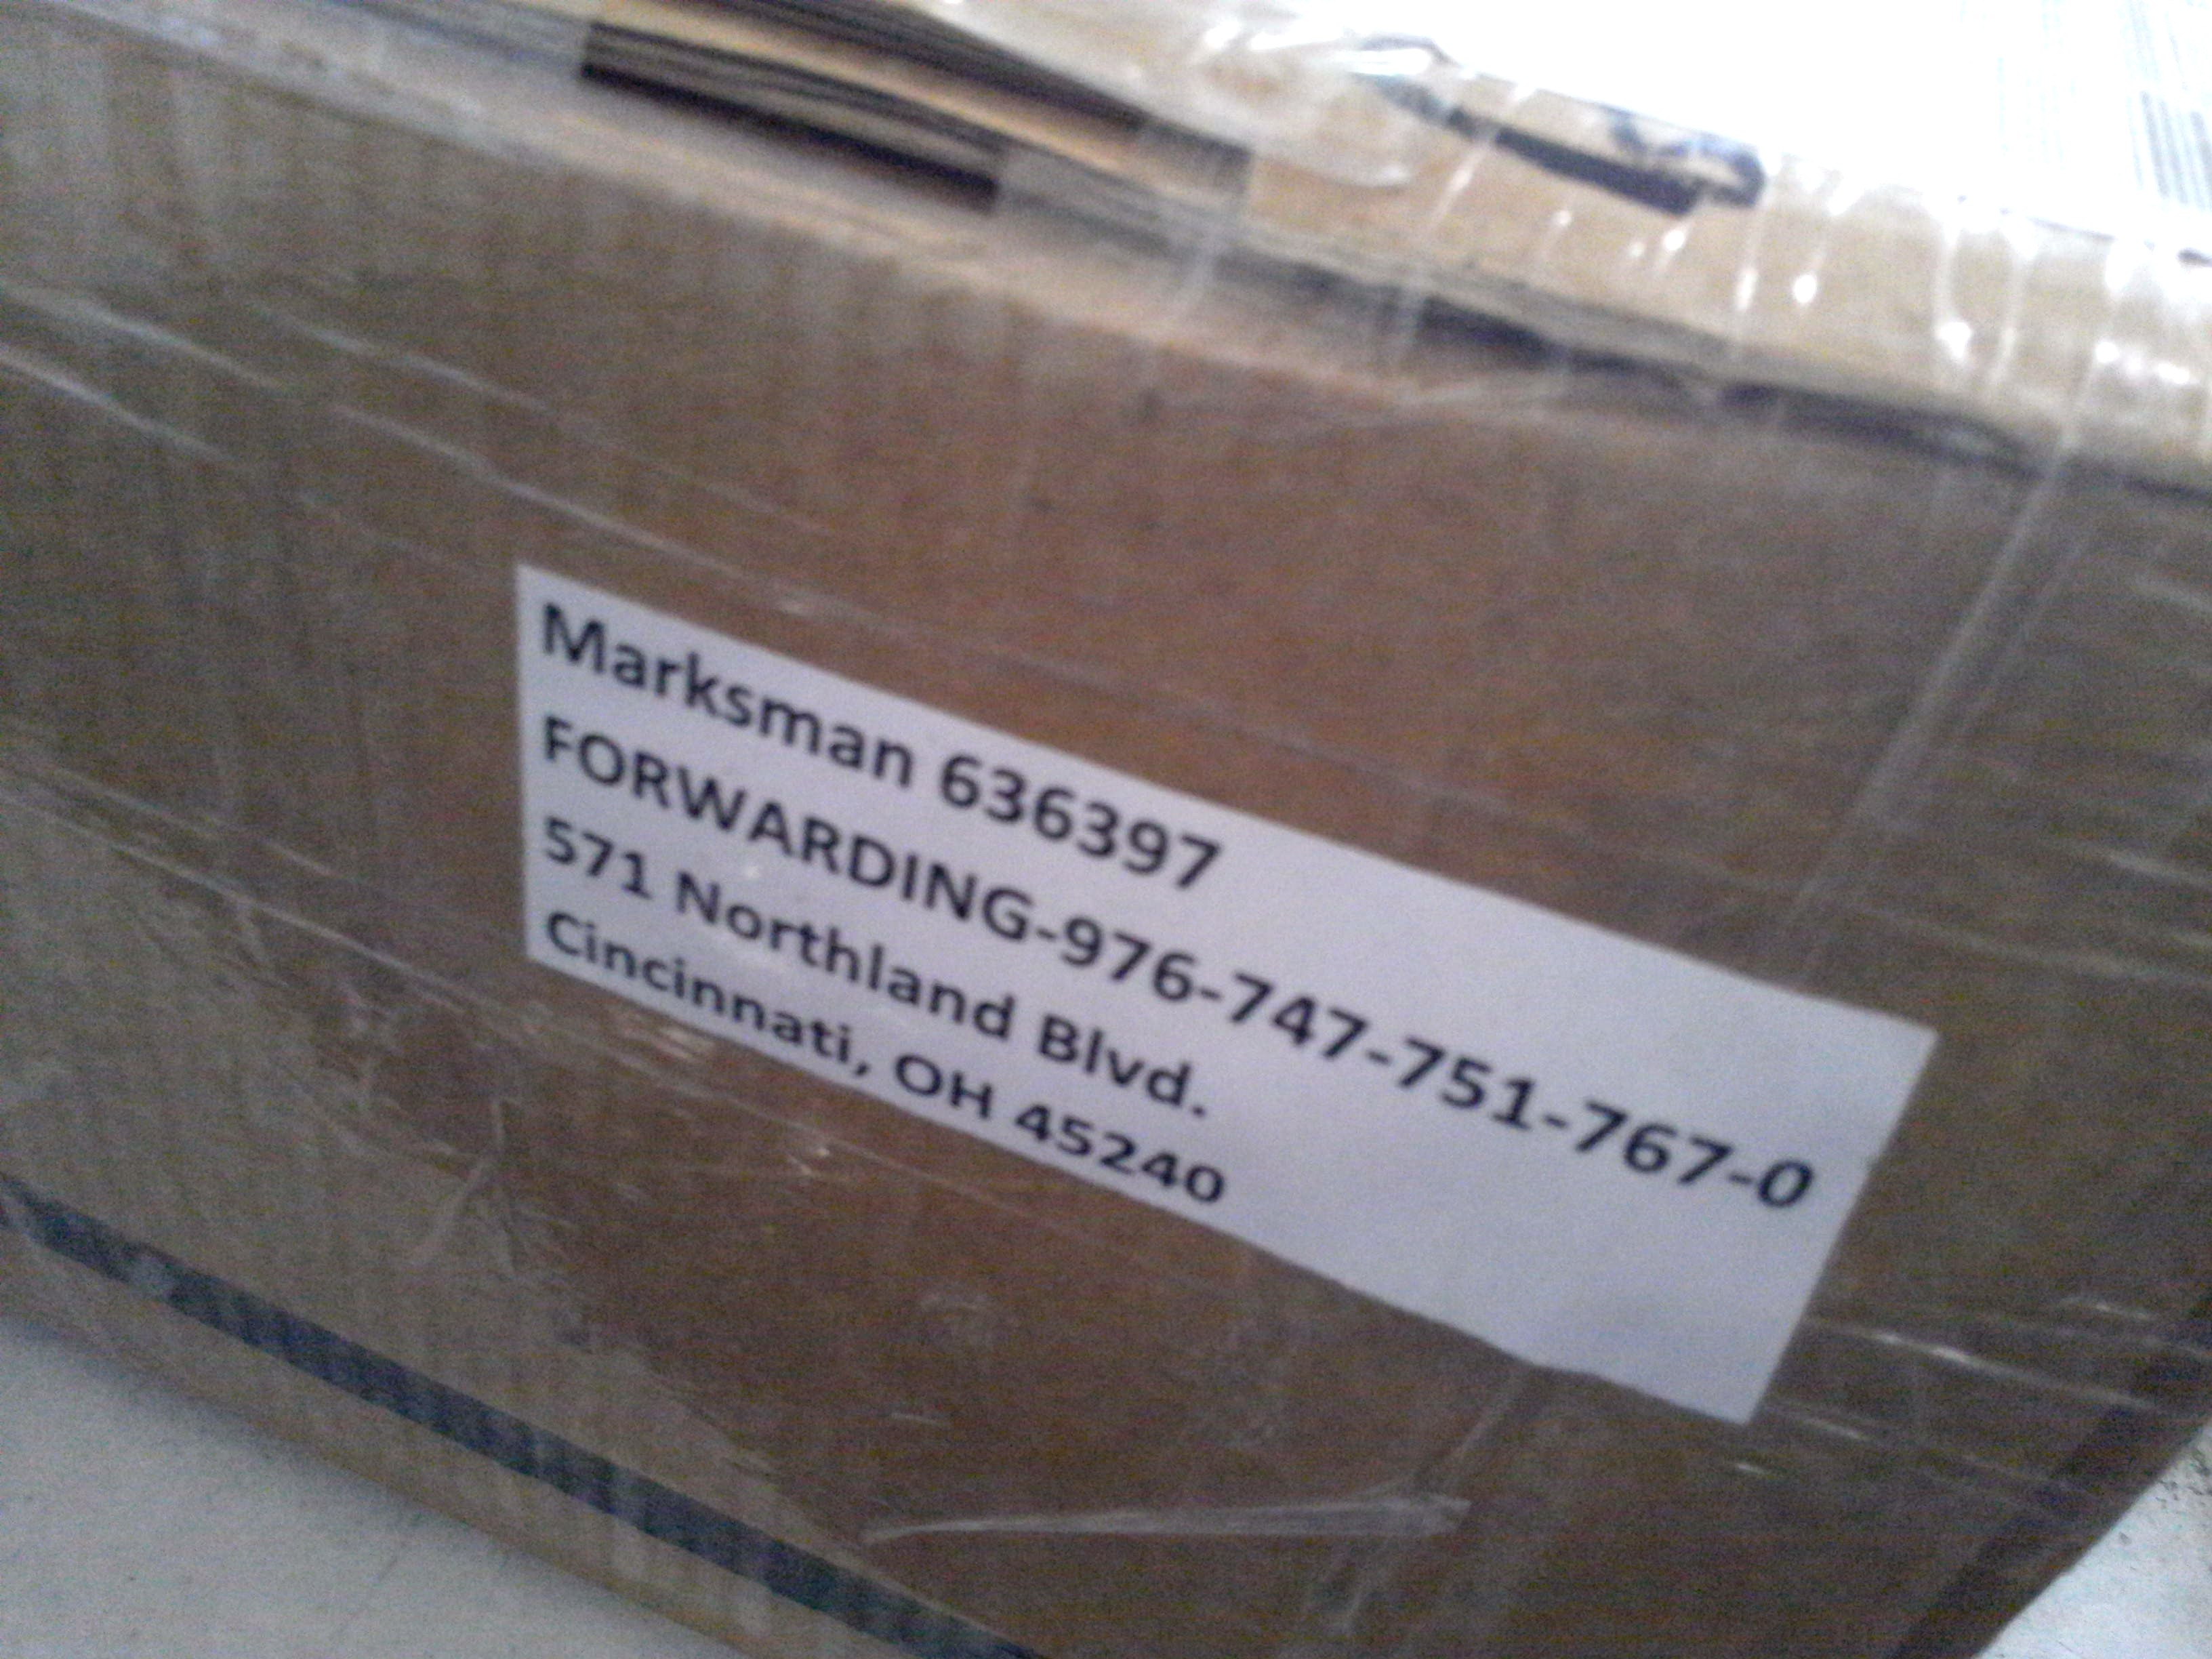 Marksman 636397
FORWARDING-976-747-751-767-0
571 Northland Blvd.
Cincinnati, OH 45240